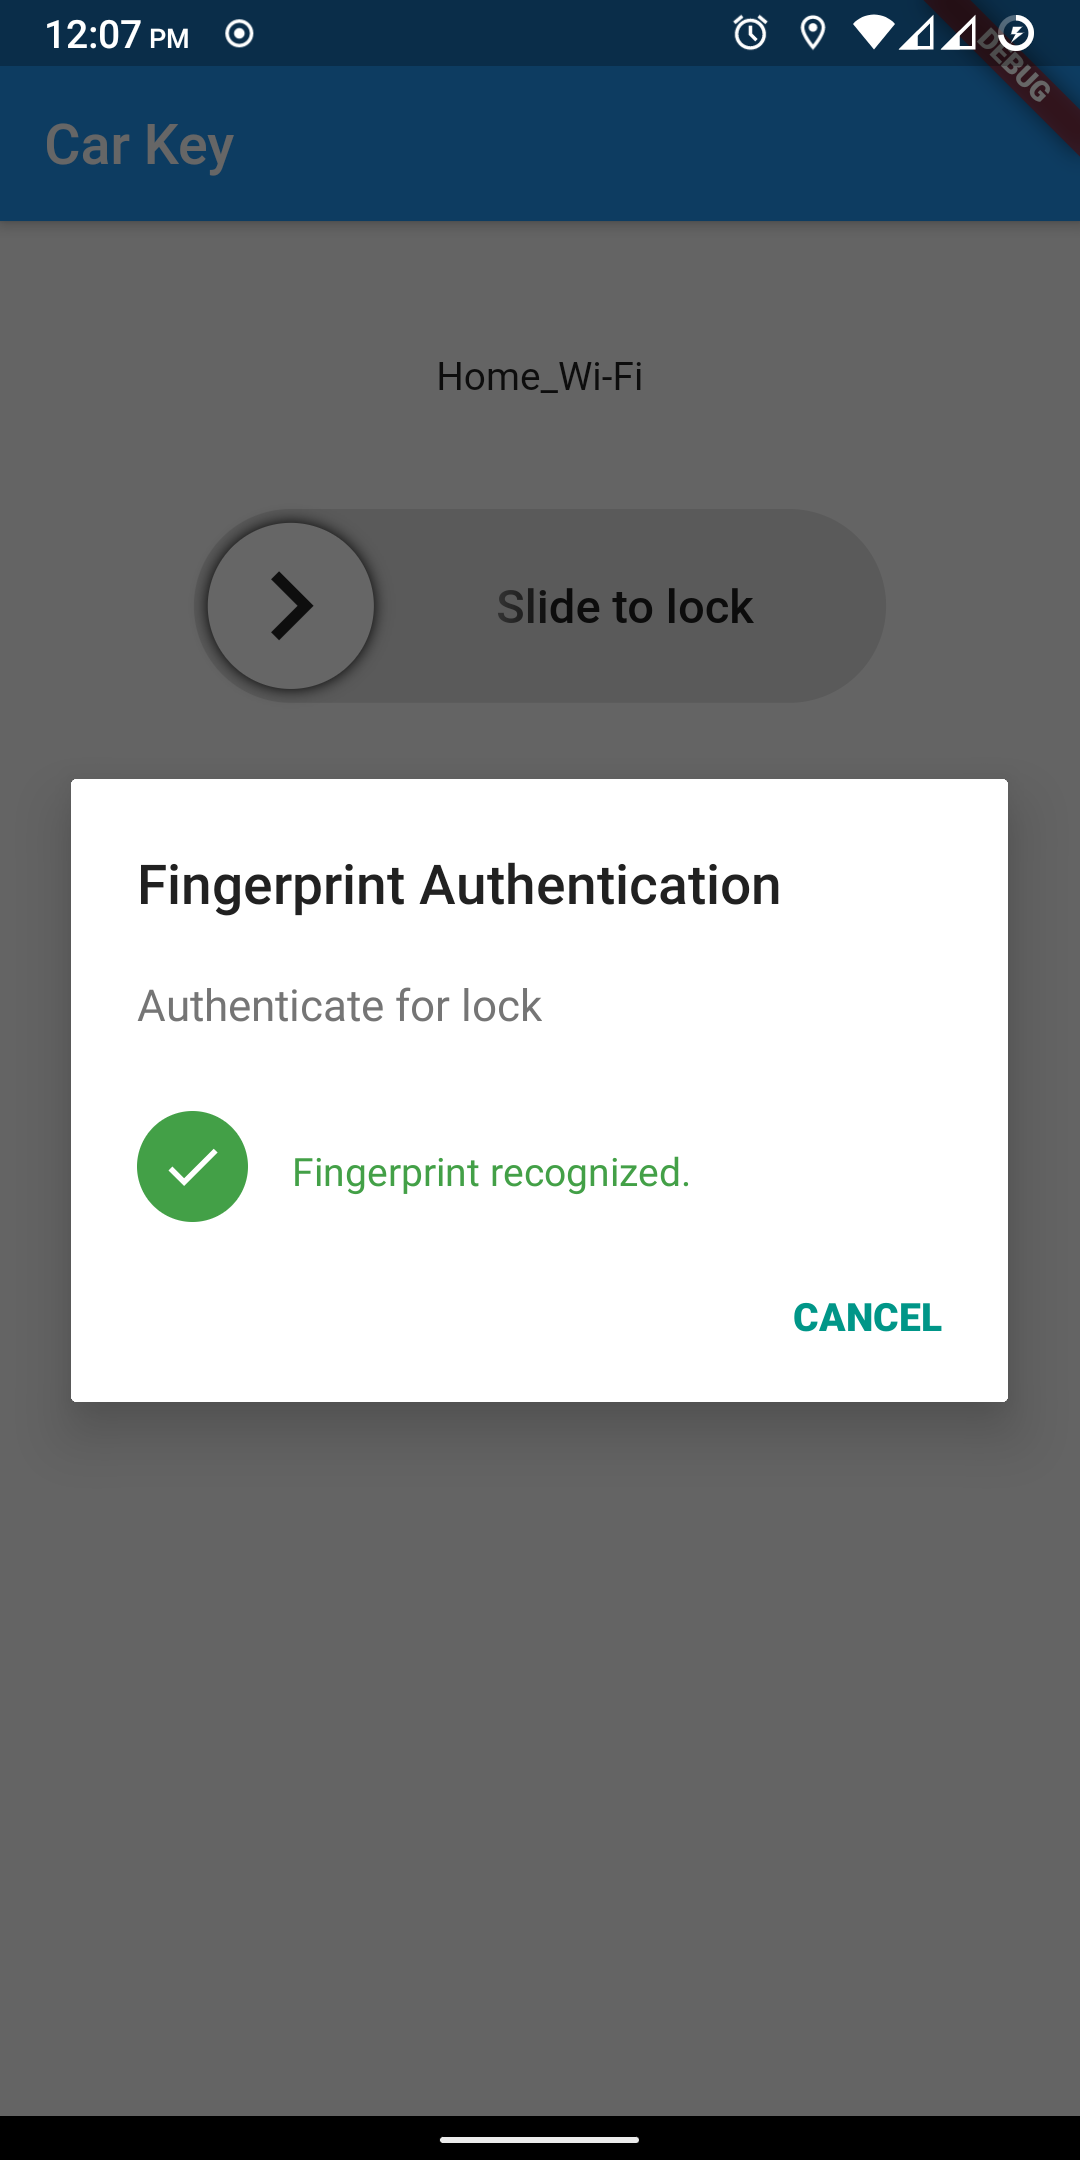 12:07 PM
DEBUG
Car Key
Home_Wi-Fi
Slide to lock
Fingerprint Authentication
Authenticate for lock
Fingerprint recognized.
CANCEL